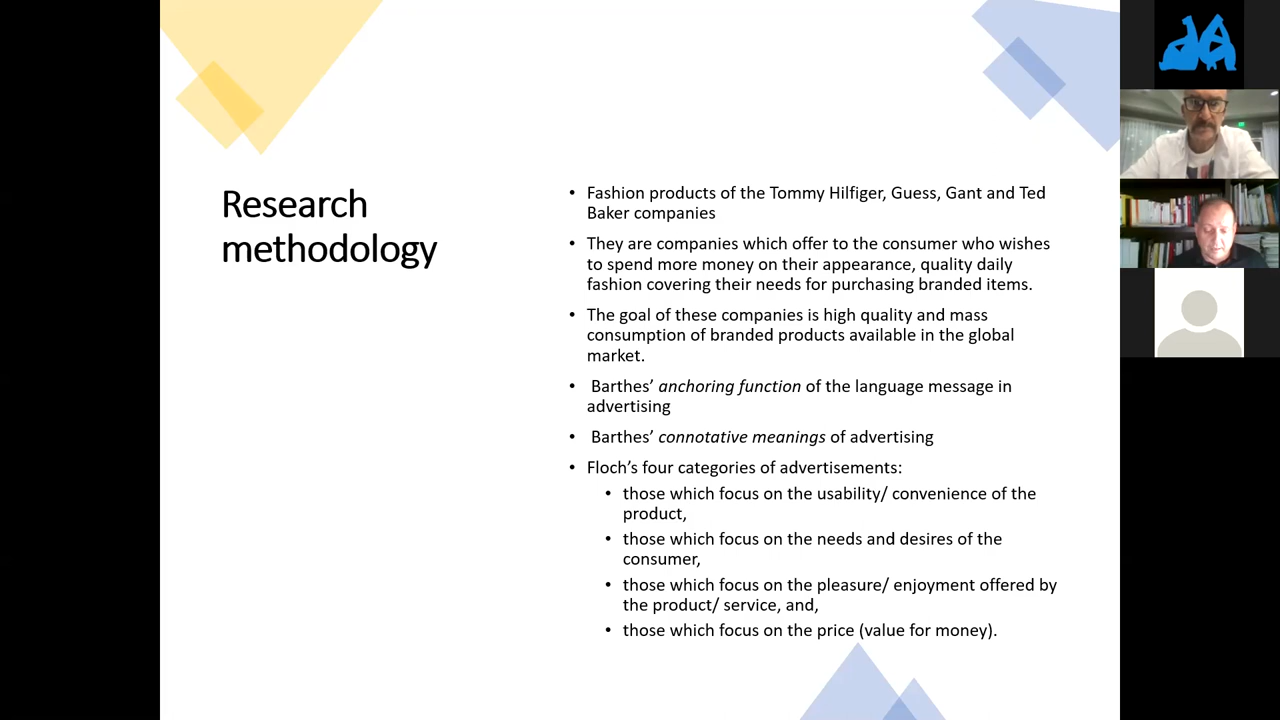 Research
methodology
• Fashion products of the Tommy Hilfiger, Guess, Gant and Ted
Baker companies
• They are companies which offer to the consumer who wishes
to spend more money on their appearance, quality daily
fashion covering their needs for purchasing branded items.
• The goal of these companies is high quality and mass
consumption of branded products available in the global
market.
• Barthes’ anchoring function of the language message in
advertising
• Barthes’ connotative meanings of advertising
• Floch’s four categories of advertisements:
• those which focus on the usability/ convenience of the
product,
• those which focus on the needs and desires of the
consumer,
• those which focus on the pleasure/ enjoyment offered by
the product/ service, and,
• those which focus on the price (value for money).